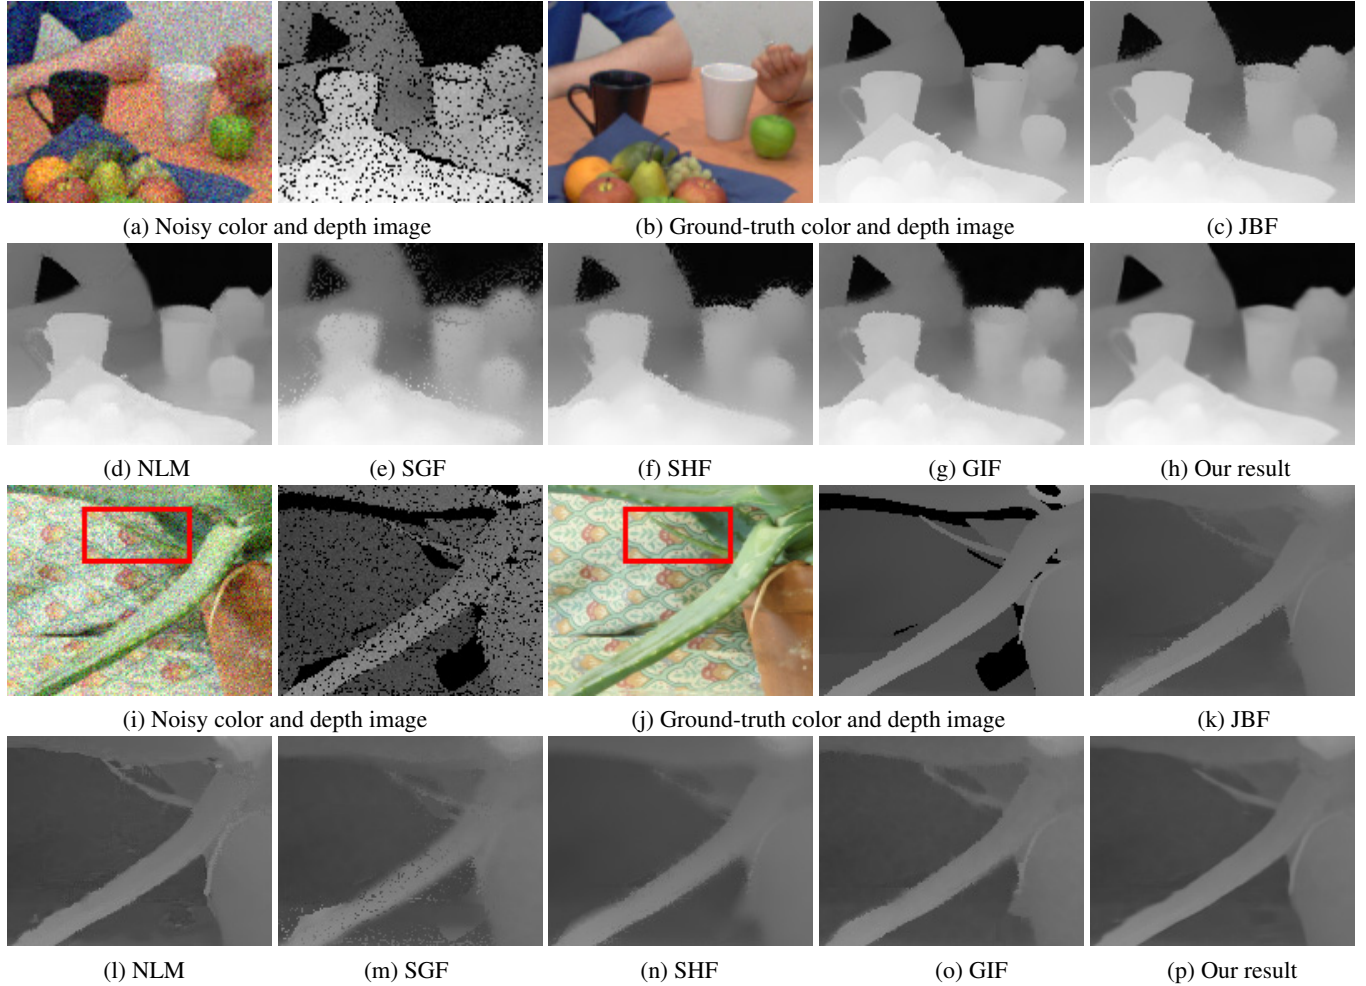 (a) Noisy color and depth image (b) Ground-truth color and depth image (c) JBF
(d) NLM (e) SGF (f) SHF (g) GIF (h) Our result
(i) Noisy color and depth image (j) Ground-truth color and depth image (k) JBF
(l) NLM (m) SGF (n) SHF (o) GIF (p) Our result